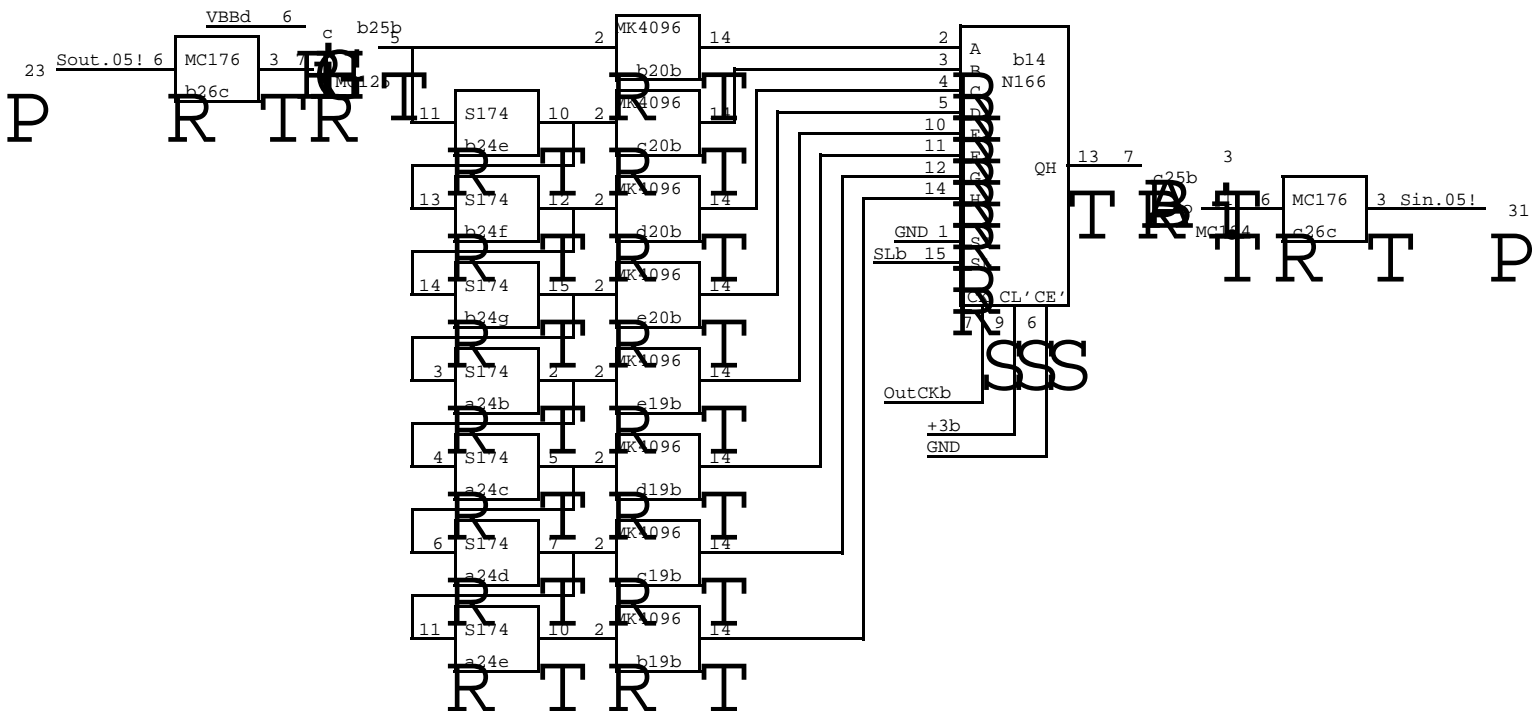 VBBd 6
Sout.05! 6 MC176 3 7 c b25b 5
23 b26c
P R T R T
2 MK4096 14 2 A
b20b
R T
11 S174 10 2 MK4096 14 3
b24e c20b
R T R T
13 S174 12 2 MK4096 14 4
b24f d20b
R T R T
14 S174 15 2 MK4096 14 5
b24g e20b
R T R T
3 S174 2 2 MK4096 14 10
a24b e19b
R T R T
4 S174 5 2 MK4096 14 11
a24c d19b
R T R T
6 S174 7 2 MK4096 14 12
a24d c19b
R T R T
11 S174 10 2 MK4096 14 14
a24e b19b
R T R T
b14
N166
QH 13 7
GND 1
SLb 15
CL' CE'
7 9 6
SSS
OutCKb
+3b
GND
T
c25b 3
6 MC176 3 Sin.05! 31
c26c
T R T P